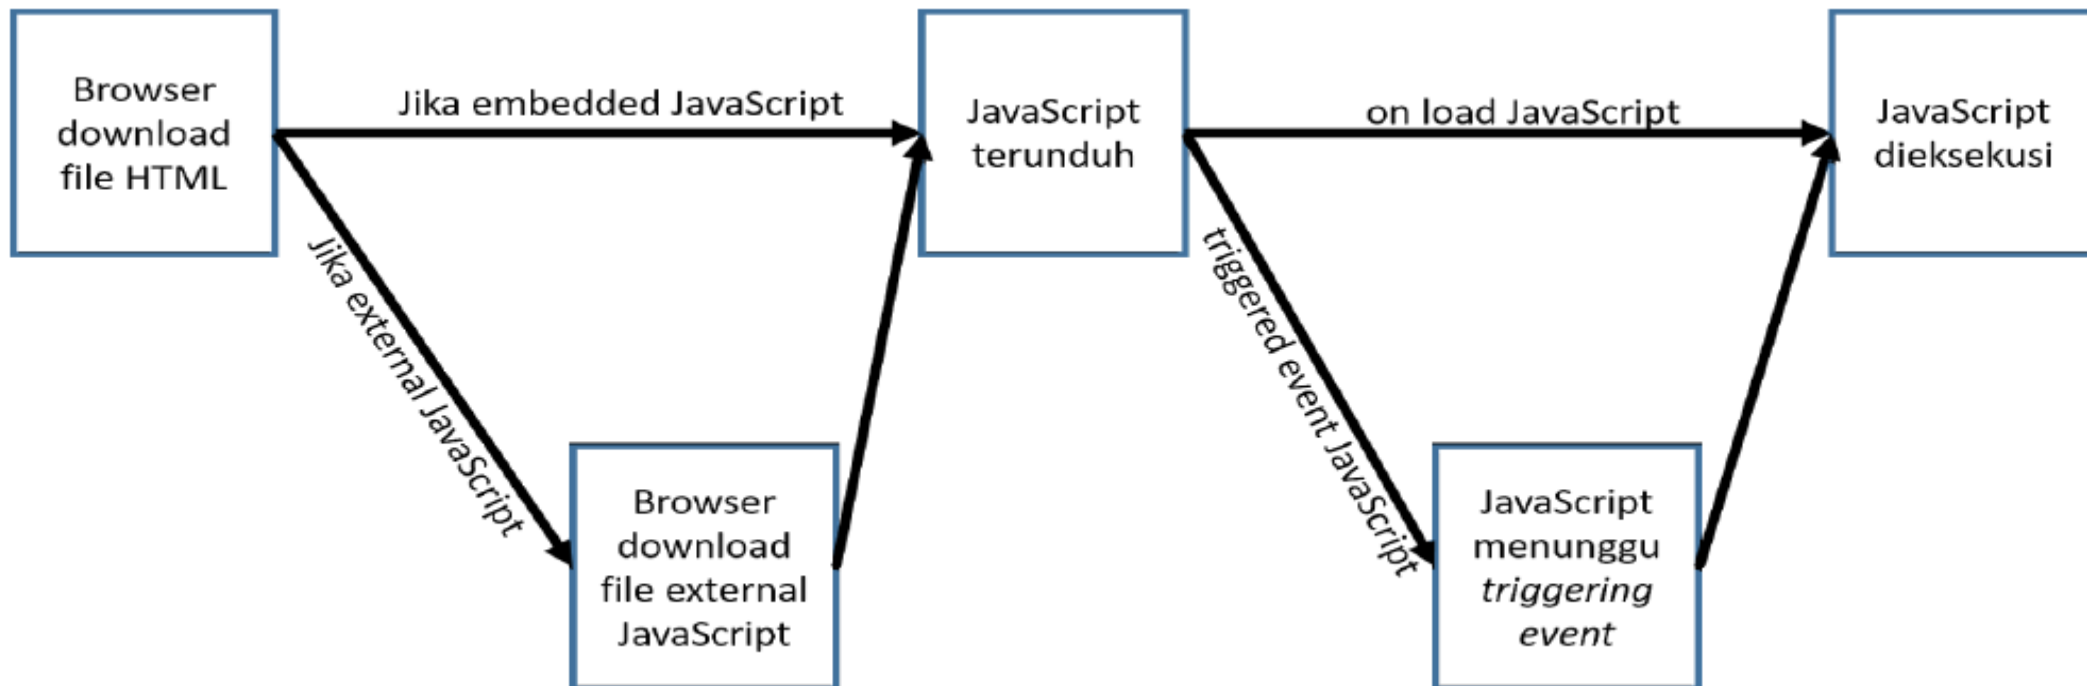 Browser
download
file HTML
Jika embedded JavaScript
JavaScript
terunduh
on load JavaScript
JavaScript
dieksekusi
Jika external JavaScript
triggered event JavaScript
Browser
download
file external
JavaScript
JavaScript
menunggu
triggering
event